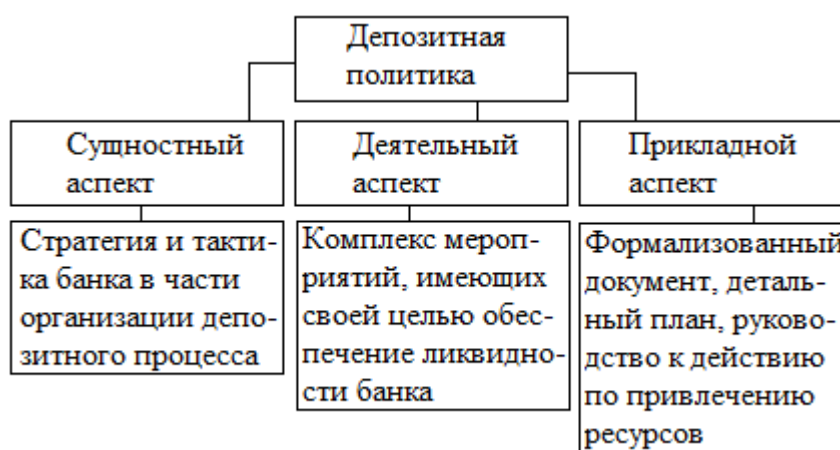 Депозитная
политика
Сущностный
аспект
Деятельный
аспект
Прикладной
аспект
Стратегия и такти-
ка банка в части
организации депо-
зитного процесса
Комплекс мероп-
риятий, имеющих
своей целью обес-
печение ликвидно-
сти банка
Формализованный
документ, деталь-
ный план, руково-
дство к действию
по привлечению
ресурсов